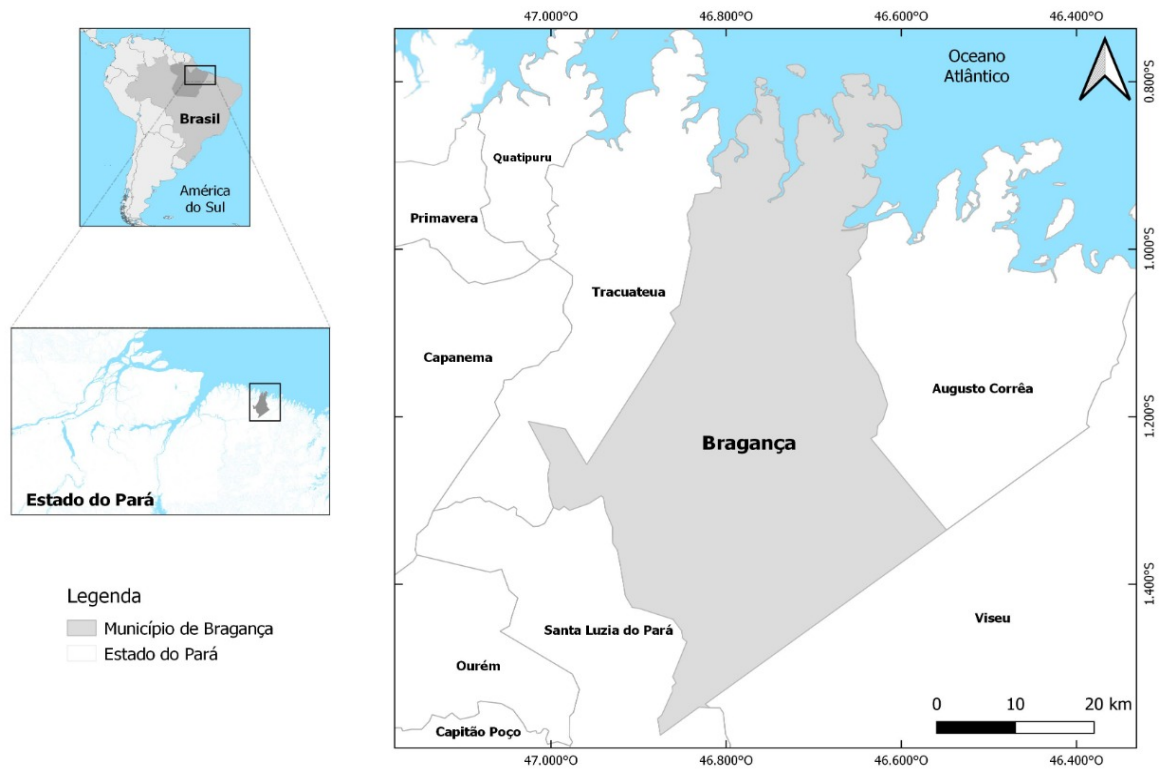 Brasil
América
do Sul
Estado do Pará
Legenda
Município de Bragança
Estado do Pará
47.000°O
46.800°O
46.600°O
46.400°O
Oceano
Atlântico
0.800°S
Quatipuru
Primavera
1.000°S
Tracuateua
Capanema
Augusto Corrêa
1.200°S
Bragança
1.400°S
Viseu
Santa Luzia do Pará
Ourém
Capitão Poço
0 10 20 km
47.000°O
46.800°O
46.600°O
46.400°O